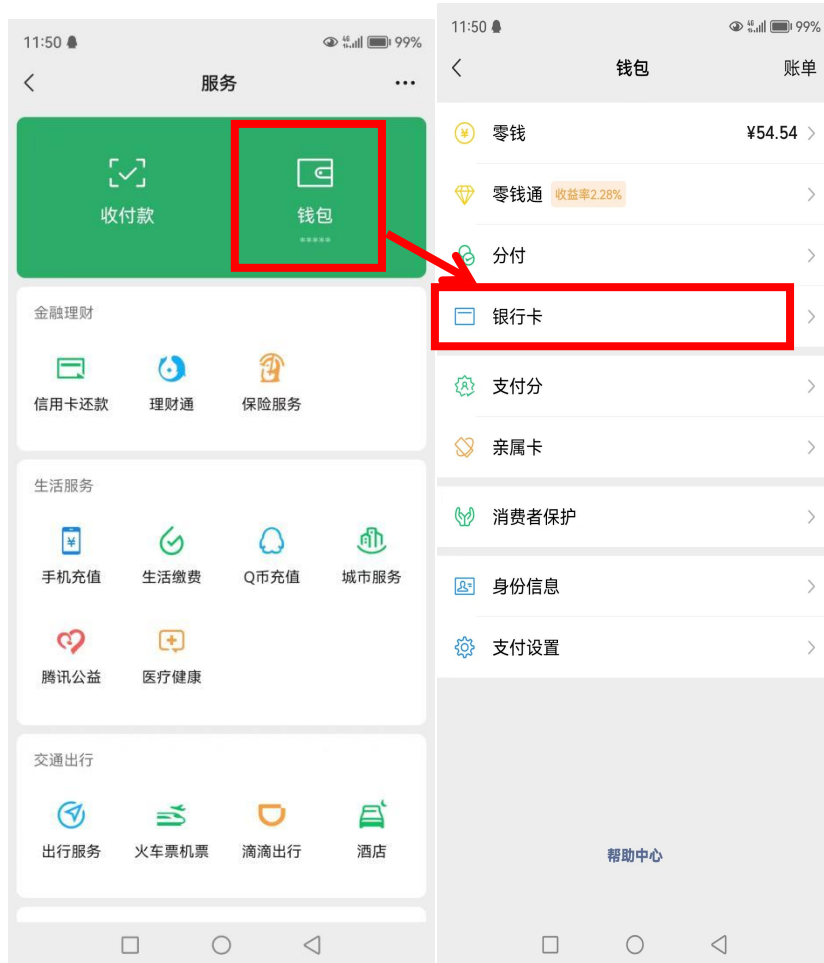 11:50
99%
服务
收付款
钱包
金融理财
信用卡还款
理财通
保险服务
生活服务
手机充值
生活缴费
Q币充值
城市服务
腾讯公益
医疗健康
交通出行
出行服务
火车票机票
滴滴出行
酒店
11:50
99%
钱包
账单
零钱
¥54.54
零钱通
收益率2.28%
分付
银行卡
支付分
亲属卡
消费者保护
身份信息
支付设置
帮助中心